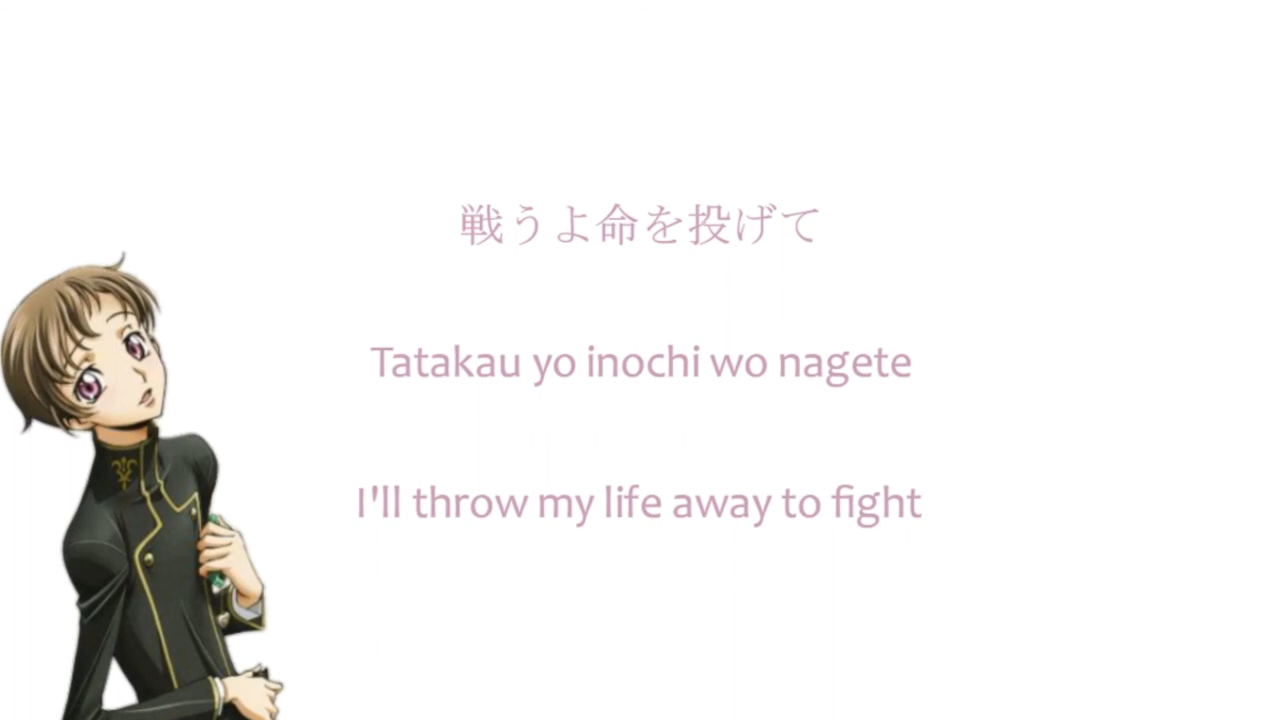 戦うよ命を投げて
Tatakau yo inochi wo nagete
I'll throw my life away to fight